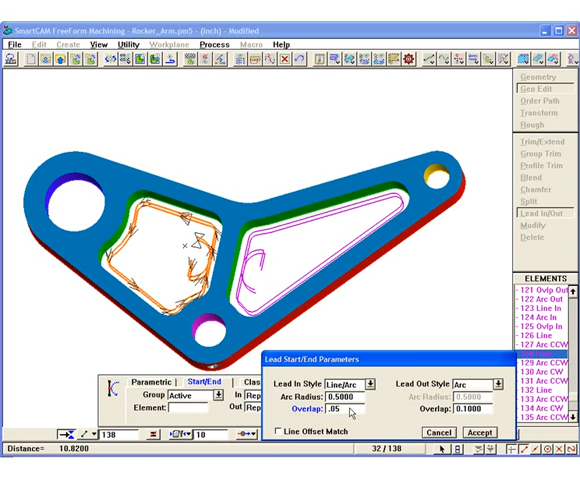 SmartCAM FreeForm Machining - Rocker_Arm.pm5 - (Inch) - Modified
File Edit Create View Utility Workplane Process Macro Help
Geometry
Geo Edit
Order Path
Transform
Rough
Trim/Extend
Group Trim
Profile Trim
Blend
Chamfer
Split
Lead In/Out
Modify
Delete
ELEMENTS
121 Ovlp Out
122 Arc Out
123 Line In
124 Arc In
125 Ovlp In
126 Line
127 Arc CCW
129 Arc CCW
130 Line
131 Arc CCW
132 Line
133 Arc CCW
134 Line
135 Arc CCW
Lead Start/End Parameters
Lead In Style Line/Arc
Lead Out Style Arc
Arc Radius: 0.5000
Arc Radius: 0.5000
Overlap: .05
Overlap: 0.1000
Line Offset Match
Cancel Accept
Parametric Start/End Clas
Group Active In Rep
Element: Out Rep
138 10
Distance= 10.8200 32 / 138